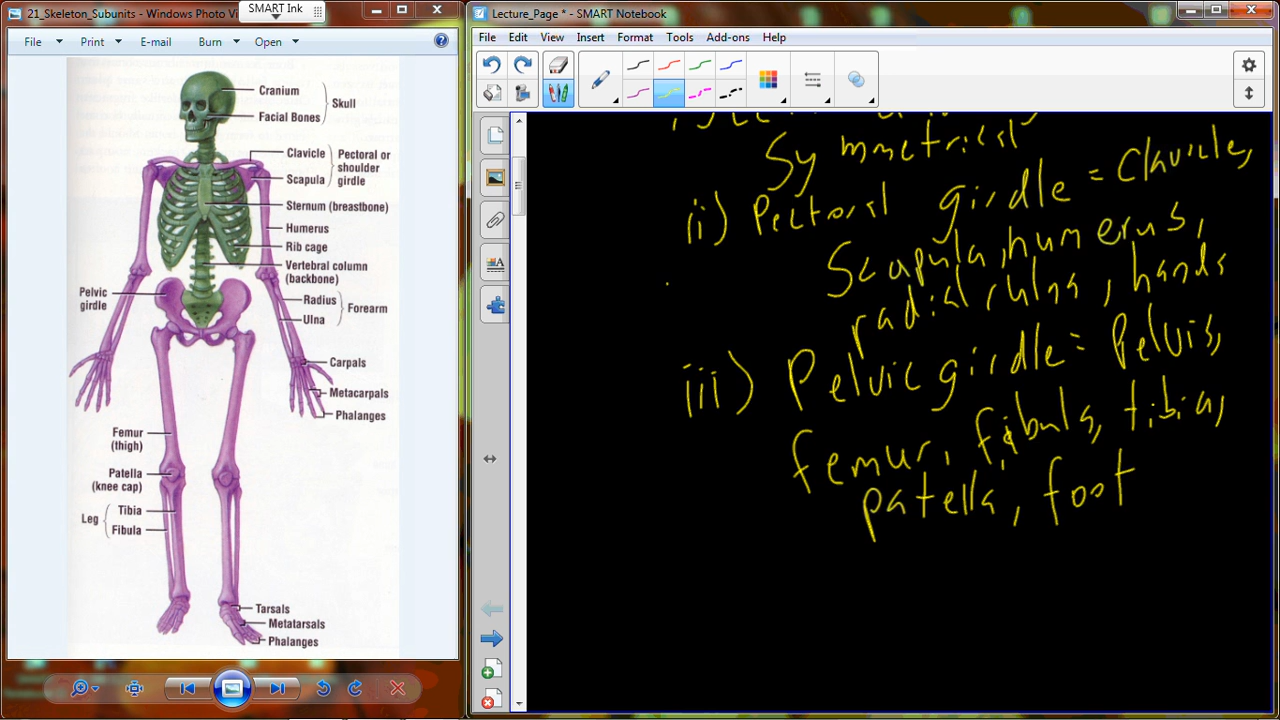 21_Skeleton_Subunits - Windows Photo Vi
SMART Ink
File Print E-mail Burn Open
Cranium
Facial Bones
Skull
Clavicle
Scapula
Pectoral or
shoulder
girdle
Sternum (breastbone)
Humerus
Rib cage
Vertebral column
(backbone)
Pelvic
girdle
Radius
Ulna
Forearm
Carpals
Metacarpals
Phalanges
Femur
(thigh)
Patella
(knee cap)
Leg
Tibia
Fibula
Tarsals
Metatarsals
Phalanges
Lecture_Page * - SMART Notebook
File Edit View Insert Format Tools Add-ons Help
Symmetrical
ii) Pectoral girdle = Clavicle,
Scapula, humerus,
radial, ulna, hands
iii) Pelvic girdle = Pelvis,
femur, fibula, tibia,
patella, foot